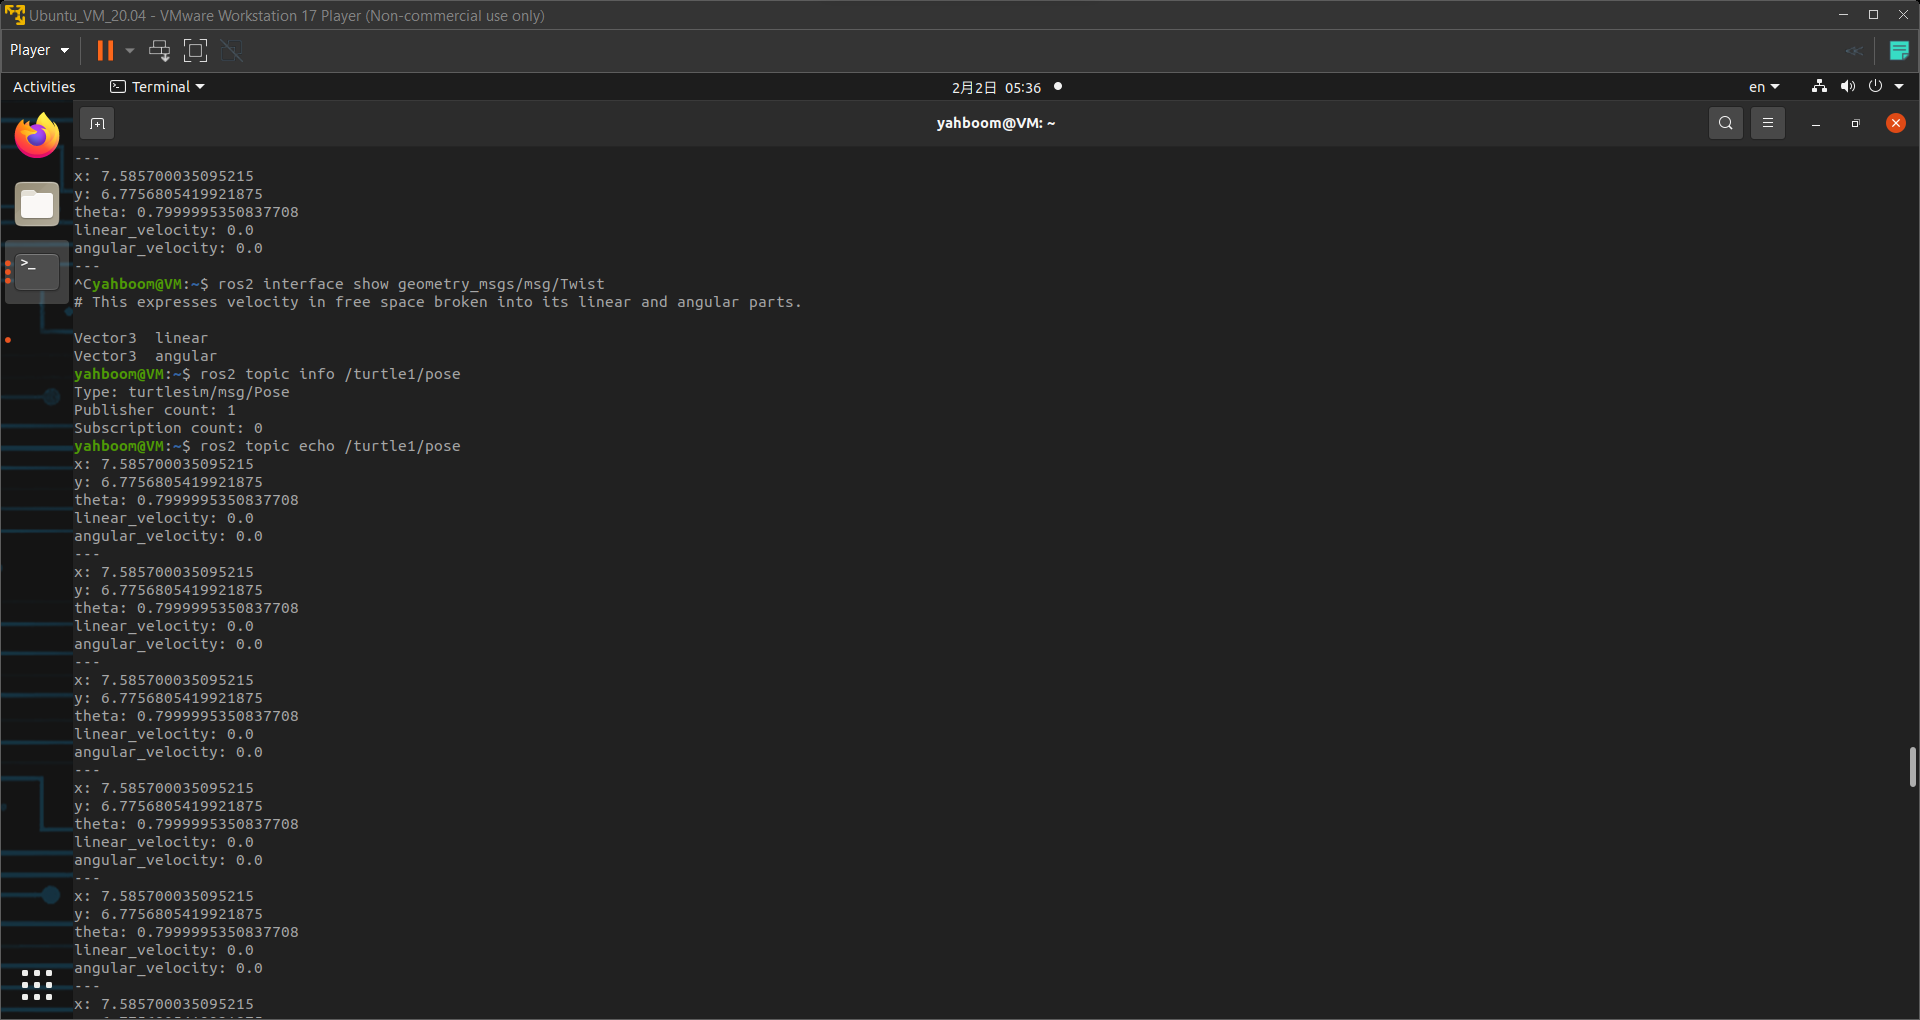 Ubuntu_VM_20.04 - VMware Workstation 17 Player (Non-commercial use only)
Player
Activities
Terminal
2月2日 05:36
en
yahboom@VM: ~
---
x: 7.585700035095215
y: 6.7756805419921875
theta: 0.7999995350837708
linear_velocity: 0.0
angular_velocity: 0.0
---
^Cyahboom@VM:~$ ros2 interface show geometry_msgs/msg/Twist
# This expresses velocity in free space broken into its linear and angular parts.
Vector3  linear
Vector3  angular
yahboom@VM:~$ ros2 topic info /turtle1/pose
Type: turtlesim/msg/Pose
Publisher count: 1
Subscription count: 0
yahboom@VM:~$ ros2 topic echo /turtle1/pose
x: 7.585700035095215
y: 6.7756805419921875
theta: 0.7999995350837708
linear_velocity: 0.0
angular_velocity: 0.0
---
x: 7.585700035095215
y: 6.7756805419921875
theta: 0.7999995350837708
linear_velocity: 0.0
angular_velocity: 0.0
---
x: 7.585700035095215
y: 6.7756805419921875
theta: 0.7999995350837708
linear_velocity: 0.0
angular_velocity: 0.0
---
x: 7.585700035095215
y: 6.7756805419921875
theta: 0.7999995350837708
linear_velocity: 0.0
angular_velocity: 0.0
---
x: 7.585700035095215
y: 6.7756805419921875
theta: 0.7999995350837708
linear_velocity: 0.0
angular_velocity: 0.0
---
x: 7.585700035095215